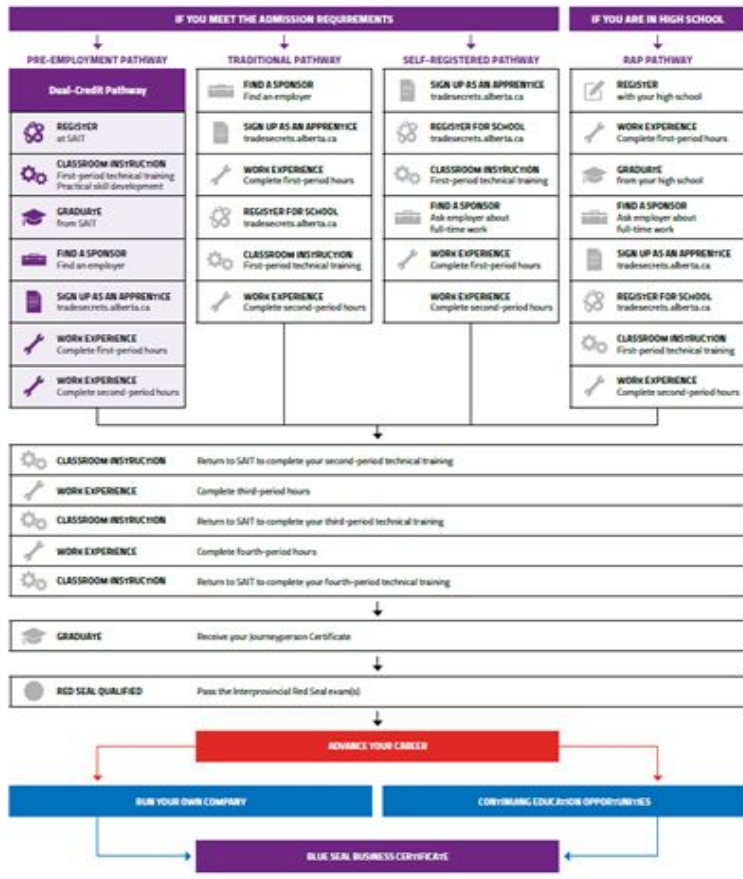 IF YOU MEET THE ADMISSION REQUIREMENTS
IF YOU ARE IN HIGH SCHOOL
PRE-EMPLOYMENT PATHWAY
Dual-Credit Pathway
REGISTER
at SAIT
CLASSROOM INSTRUCTION
First-period technical training
Practical skill development
GRADUATE
from SAIT
FIND A SPONSOR
Find an employer
SIGN UP AS AN APPRENTICE
tradesecrets.alberta.ca
WORK EXPERIENCE
Complete first-period hours
WORK EXPERIENCE
Complete second-period hours
TRADITIONAL PATHWAY
FIND A SPONSOR
Find an employer
SIGN UP AS AN APPRENTICE
tradesecrets.alberta.ca
WORK EXPERIENCE
Complete first-period hours
REGISTER FOR SCHOOL
tradesecrets.alberta.ca
CLASSROOM INSTRUCTION
First-period technical training
WORK EXPERIENCE
Complete second-period hours
SELF-REGISTERED PATHWAY
SIGN UP AS AN APPRENTICE
tradesecrets.alberta.ca
REGISTER FOR SCHOOL
tradesecrets.alberta.ca
CLASSROOM INSTRUCTION
First-period technical training
FIND A SPONSOR
Ask employer about
full-time work
WORK EXPERIENCE
Complete first-period hours
WORK EXPERIENCE
Complete second-period hours
RAP PATHWAY
REGISTER
with your high school
WORK EXPERIENCE
Complete first-period hours
GRADUATE
from your high school
FIND A SPONSOR
Ask employer about
full-time work
SIGN UP AS AN APPRENTICE
tradesecrets.alberta.ca
REGISTER FOR SCHOOL
tradesecrets.alberta.ca
CLASSROOM INSTRUCTION
First-period technical training
WORK EXPERIENCE
Complete second-period hours
CLASSROOM INSTRUCTION Return to SAIT to complete your second-period technical training
WORK EXPERIENCE Complete third-period hours
CLASSROOM INSTRUCTION Return to SAIT to complete your third-period technical training
WORK EXPERIENCE Complete fourth-period hours
CLASSROOM INSTRUCTION Return to SAIT to complete your fourth-period technical training
GRADUATE Receive your Journeyperson Certificate
RED SEAL QUALIFIED Pass the Interprovincial Red Seal exam(s)
ADVANCE YOUR CAREER
RUN YOUR OWN COMPANY
CONTINUING EDUCATION OPPORTUNITIES
BLUE SEAL BUSINESS CERTIFICATE